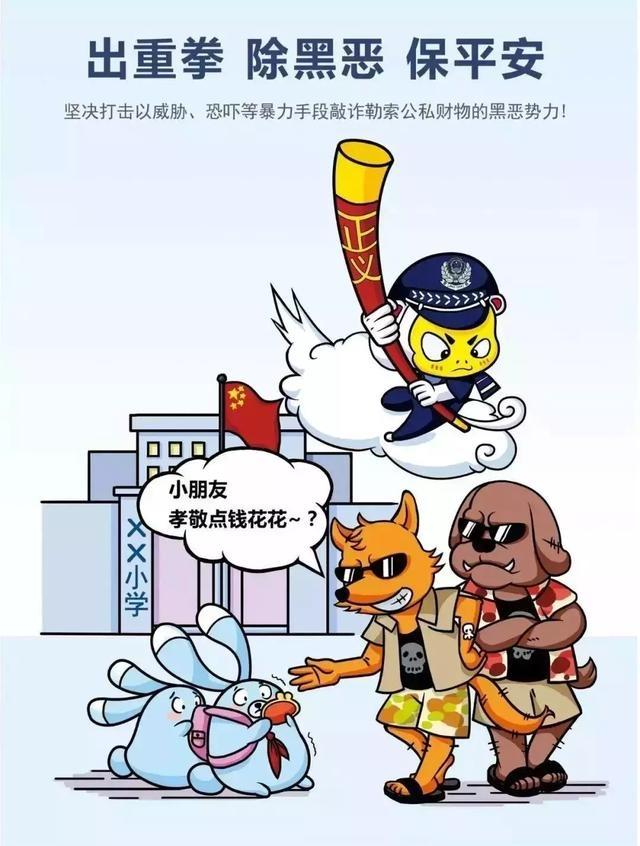 出重拳 除黑恶 保平安
坚决打击以威胁、恐吓等暴力手段敲诈勒索公私财物的黑恶势力!
正义
小朋友
孝敬点钱花花~?
XX小学